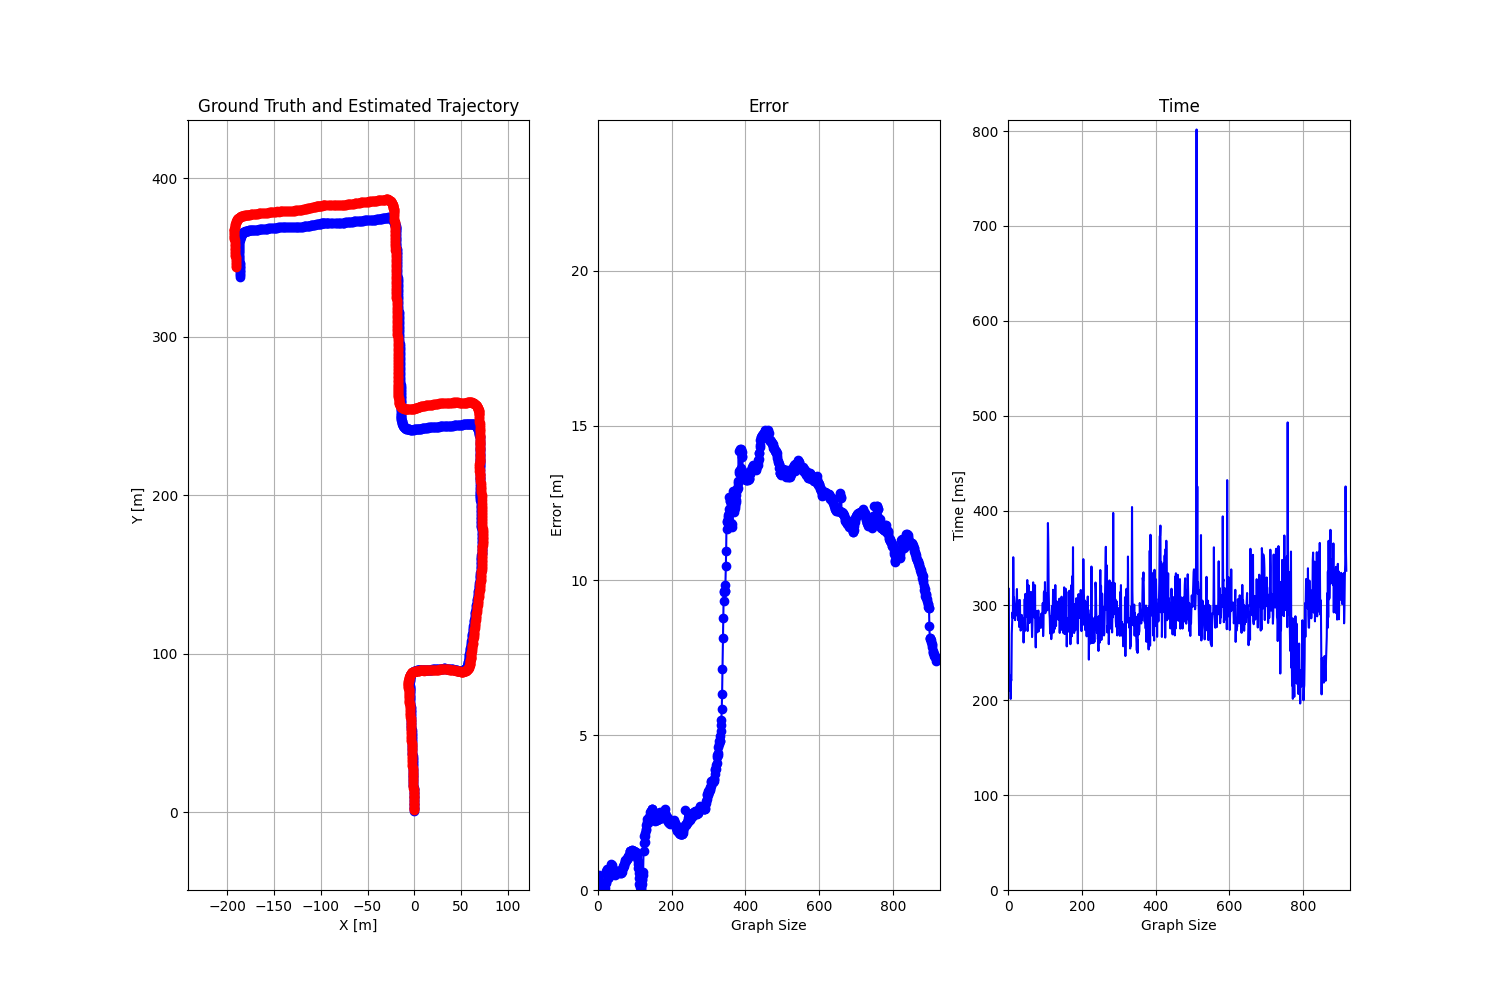 Ground Truth and Estimated Trajectory
Y [m]
400
300
200
100
0
−200 −150 −100 −50 0 50 100
X [m]
Error
Error [m]
20
15
10
5
0
0 200 400 600 800
Graph Size
Time
Time [ms]
800
700
600
500
400
300
200
100
0
0 200 400 600 800
Graph Size